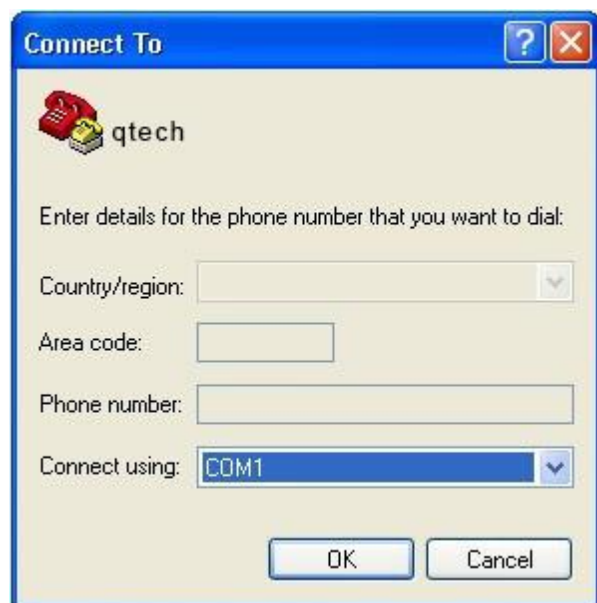 Connect To
qtech
Enter details for the phone number that you want to dial:
Country/region:
Area code:
Phone number:
Connect using: COM1
OK Cancel